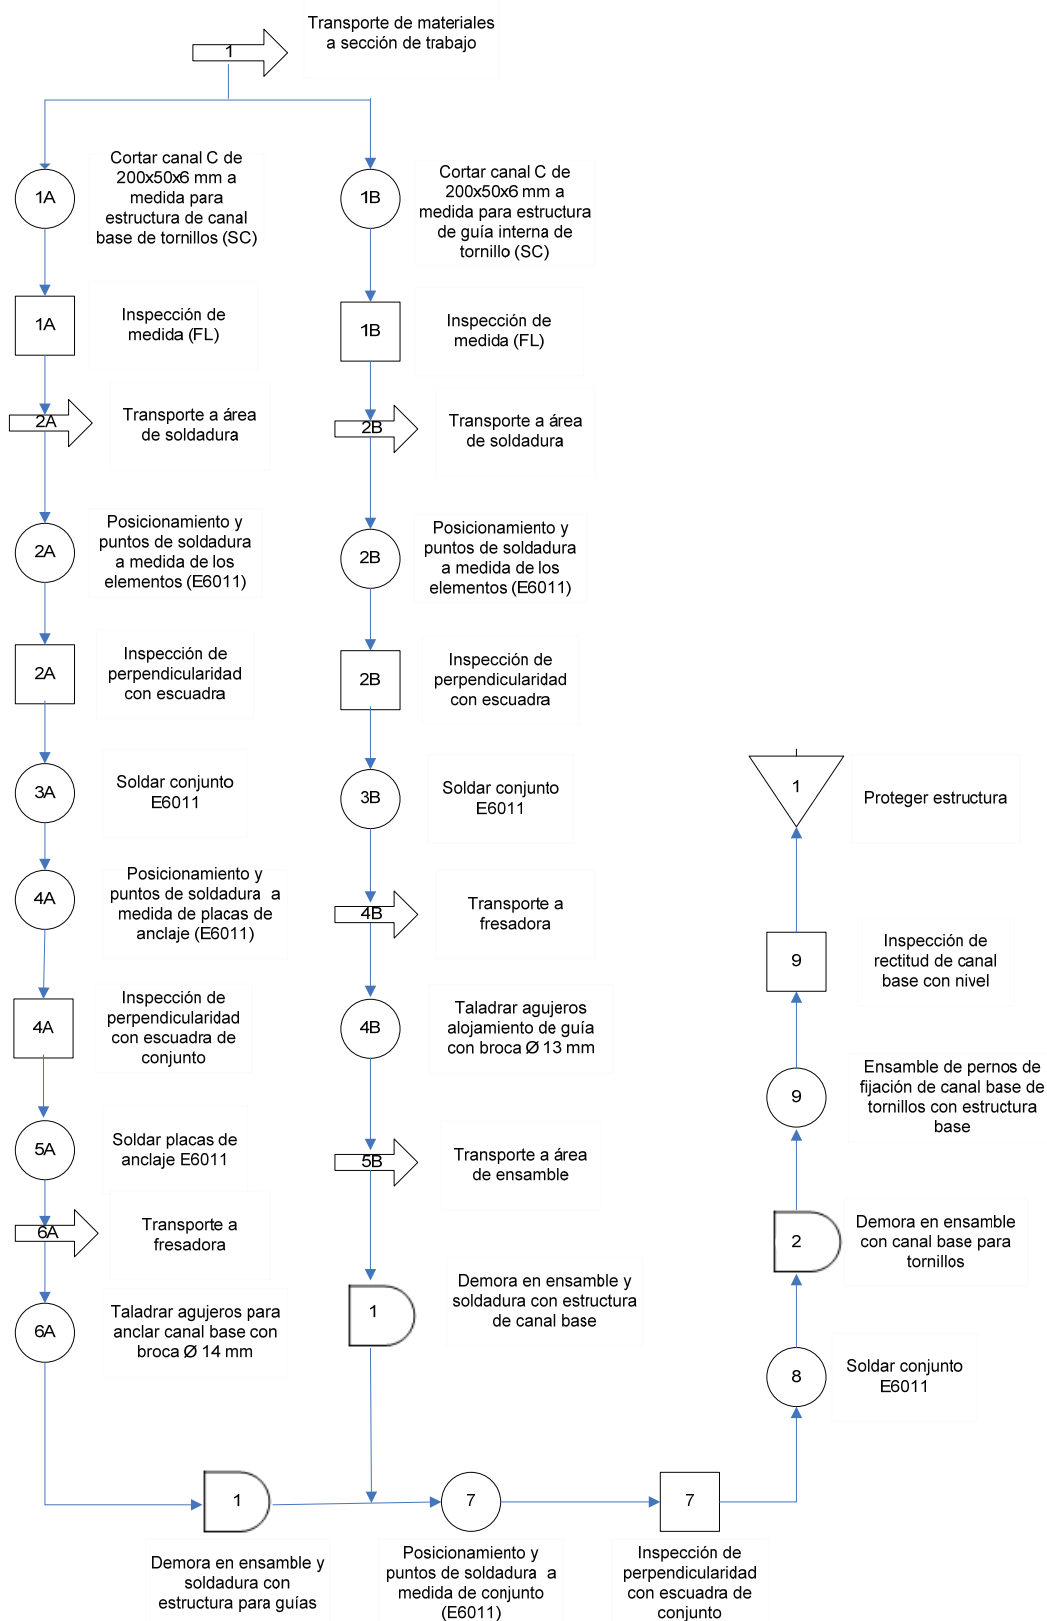 1
Transporte de materiales
a sección de trabajo
1A
Cortar canal C de
200x50x6 mm a
medida para
estructura de canal
base de tornillos (SC)
1A
Inspección de
medida (FL)
2A
Transporte a área
de soldadura
2A
Posicionamiento y
puntos de soldadura
a medida de los
elementos (E6011)
2A
Inspección de
perpendicularidad
con escuadra
3A
Soldar conjunto
E6011
4A
Posicionamiento y
puntos de soldadura a
medida de placas de
anclaje (E6011)
4A
Inspección de
perpendicularidad
con escuadra de
conjunto
5A
Soldar placas de
anclaje E6011
6A
Transporte a
fresadora
6A
Taladrar agujeros para
anclar canal base con
broca Ø 14 mm
1
Demora en ensamble y
soldadura con
estructura para guías
1B
Cortar canal C de
200x50x6 mm a
medida para estructura
de guía interna de
tornillo (SC)
1B
Inspección de
medida (FL)
2B
Transporte a área
de soldadura
2B
Posicionamiento y
puntos de soldadura
a medida de los
elementos (E6011)
2B
Inspección de
perpendicularidad
con escuadra
3B
Soldar conjunto
E6011
4B
Transporte a
fresadora
4B
Taladrar agujeros
alojamiento de guía
con broca Ø 13 mm
5B
Transporte a área
de ensamble
1
Demora en ensamble y
soldadura con estructura
de canal base
7
Posicionamiento y
puntos de soldadura a
medida de conjunto
(E6011)
7
Inspección de
perpendicularidad
con escuadra de
conjunto
8
Soldar conjunto
E6011
2
Demora en ensamble
con canal base para
tornillos
9
Ensamble de pernos de
fijación de canal base de
tornillos con estructura
base
9
Inspección de
rectitud de canal
base con nivel
1
Proteger estructura